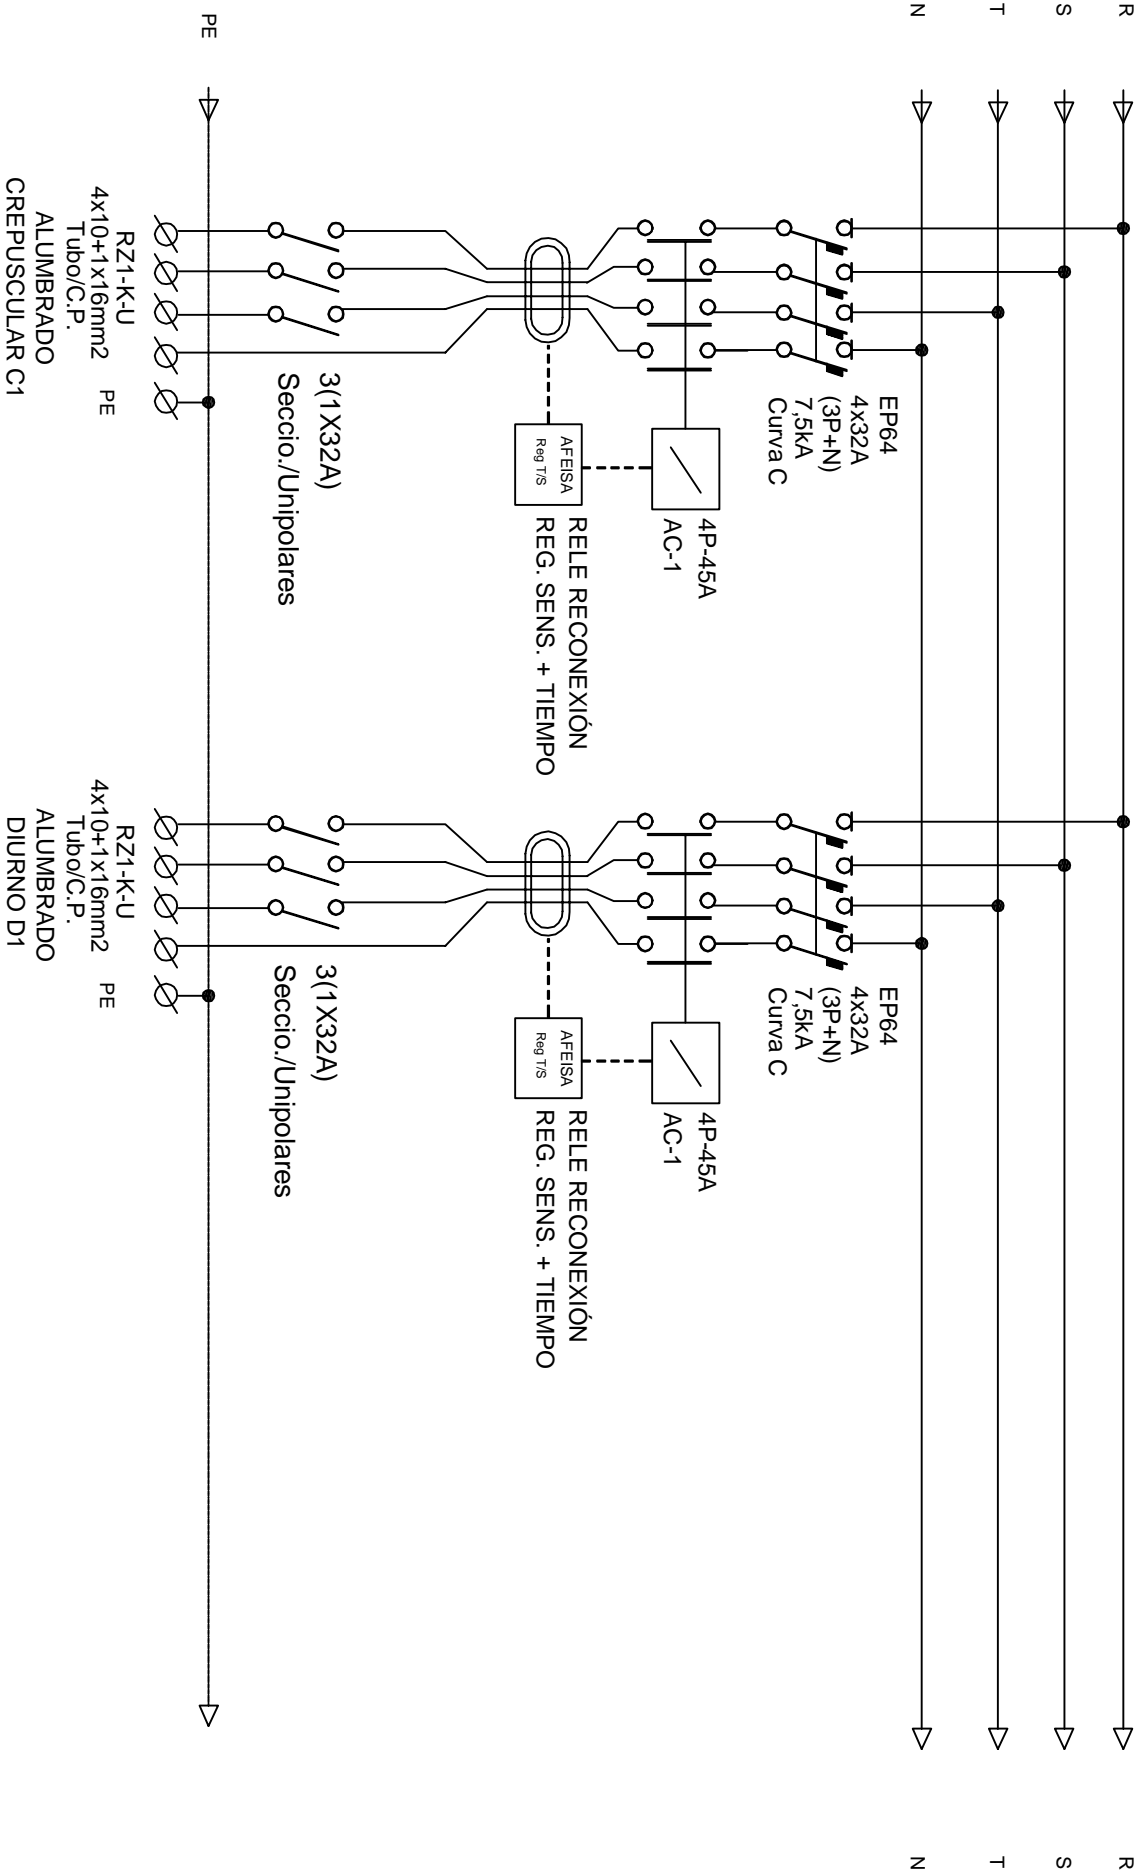 R
S
T
N
R
S
T
N
EP64
4x32A
(3P+N)
7,5kA
Curva C
4P-45A
AC-1
AFEISA
Reg T/S
RELE RECONEXIÓN
REG. SENS. + TIEMPO
3(1X32A)
Seccio./Unipolares
PE
RZ1-K-U
4x10+1x16mm2
PE
Tubo/C.P.
ALUMBRADO
CREPUSCULAR C1
EP64
4x32A
(3P+N)
7,5kA
Curva C
4P-45A
AC-1
AFEISA
Reg T/S
RELE RECONEXIÓN
REG. SENS. + TIEMPO
3(1X32A)
Seccio./Unipolares
RZ1-K-U
4x10+1x16mm2
PE
Tubo/C.P.
ALUMBRADO
DIURNO D1